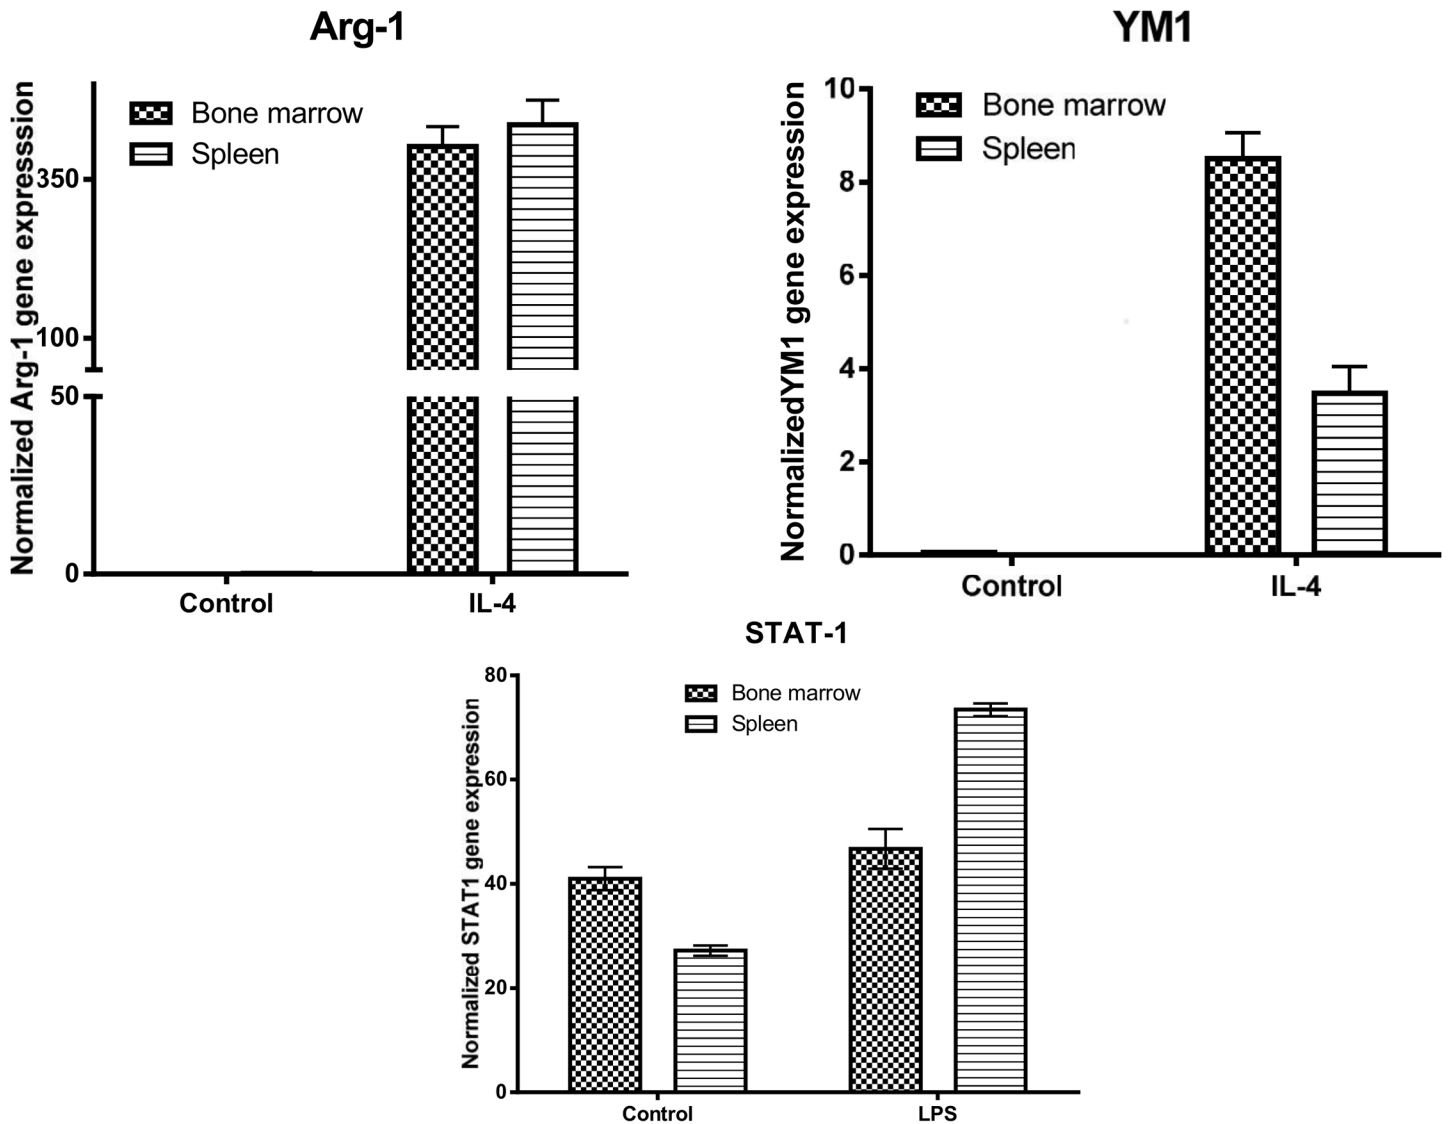 Arg-1
Normalized Arg-1 gene expresssion
Bone marrow
Spleen
350
100
50
0
Control
IL-4
YM1
NormalizedYM1 gene expression
Bone marrow
Spleen
10
8
6
4
2
0
Control
IL-4
STAT-1
Normalized STAT1 gene expression
Bone marrow
Spleen
80
60
40
20
0
Control
LPS